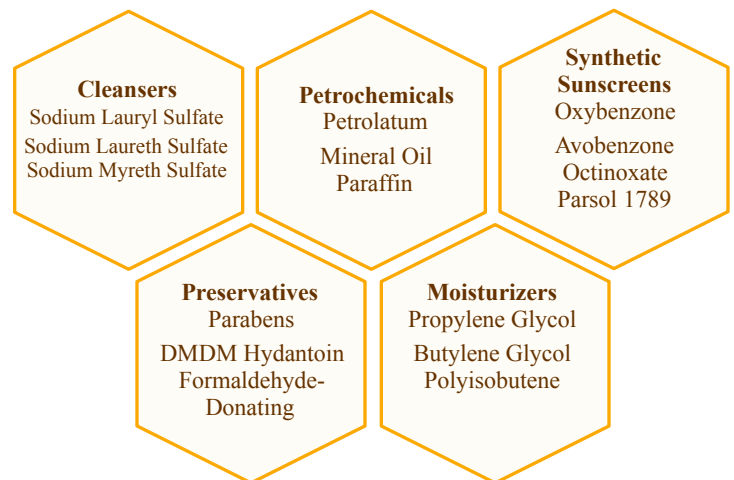 Cleansers
Sodium Lauryl Sulfate
Sodium Laureth Sulfate
Sodium Myreth Sulfate
Petrochemicals
Petrolatum
Mineral Oil
Paraffin
Synthetic
Sunscreens
Oxybenzone
Avobenzone
Octinoxate
Parsol 1789
Preservatives
Parabens
DMDM Hydantoin
Formaldehyde-
Donating
Moisturizers
Propylene Glycol
Butylene Glycol
Polyisobutene